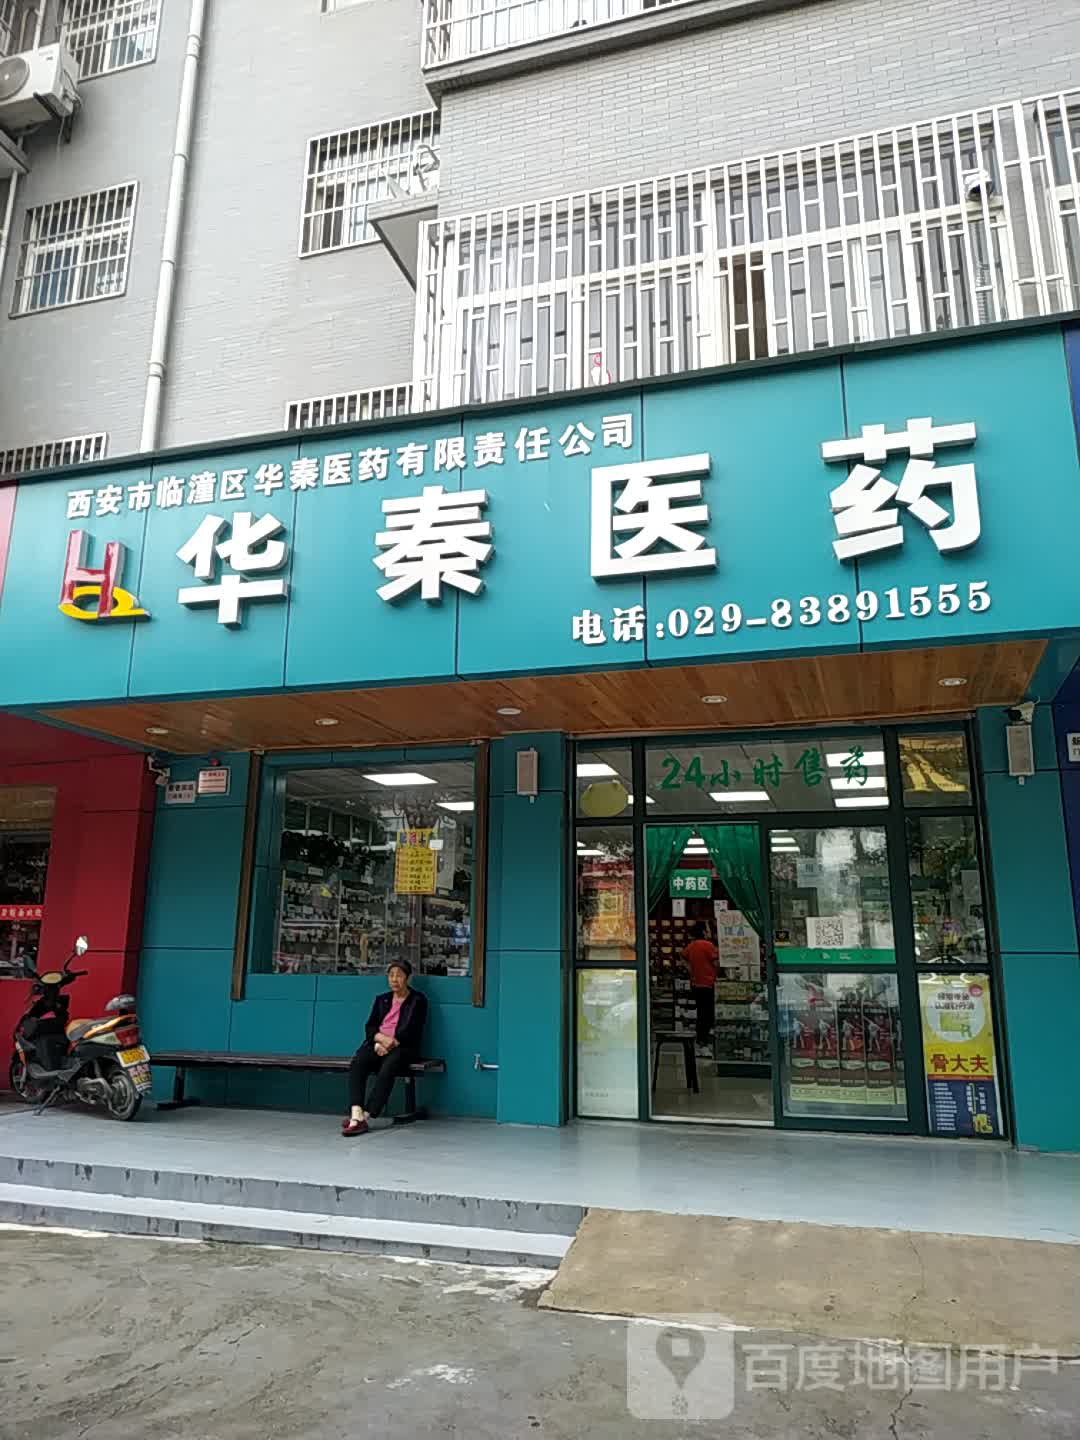 西安市临潼区华秦医药有限责任公司
华秦医药
电话:029-83891555
24小时售药
中药区
骨大夫
百度地图用户